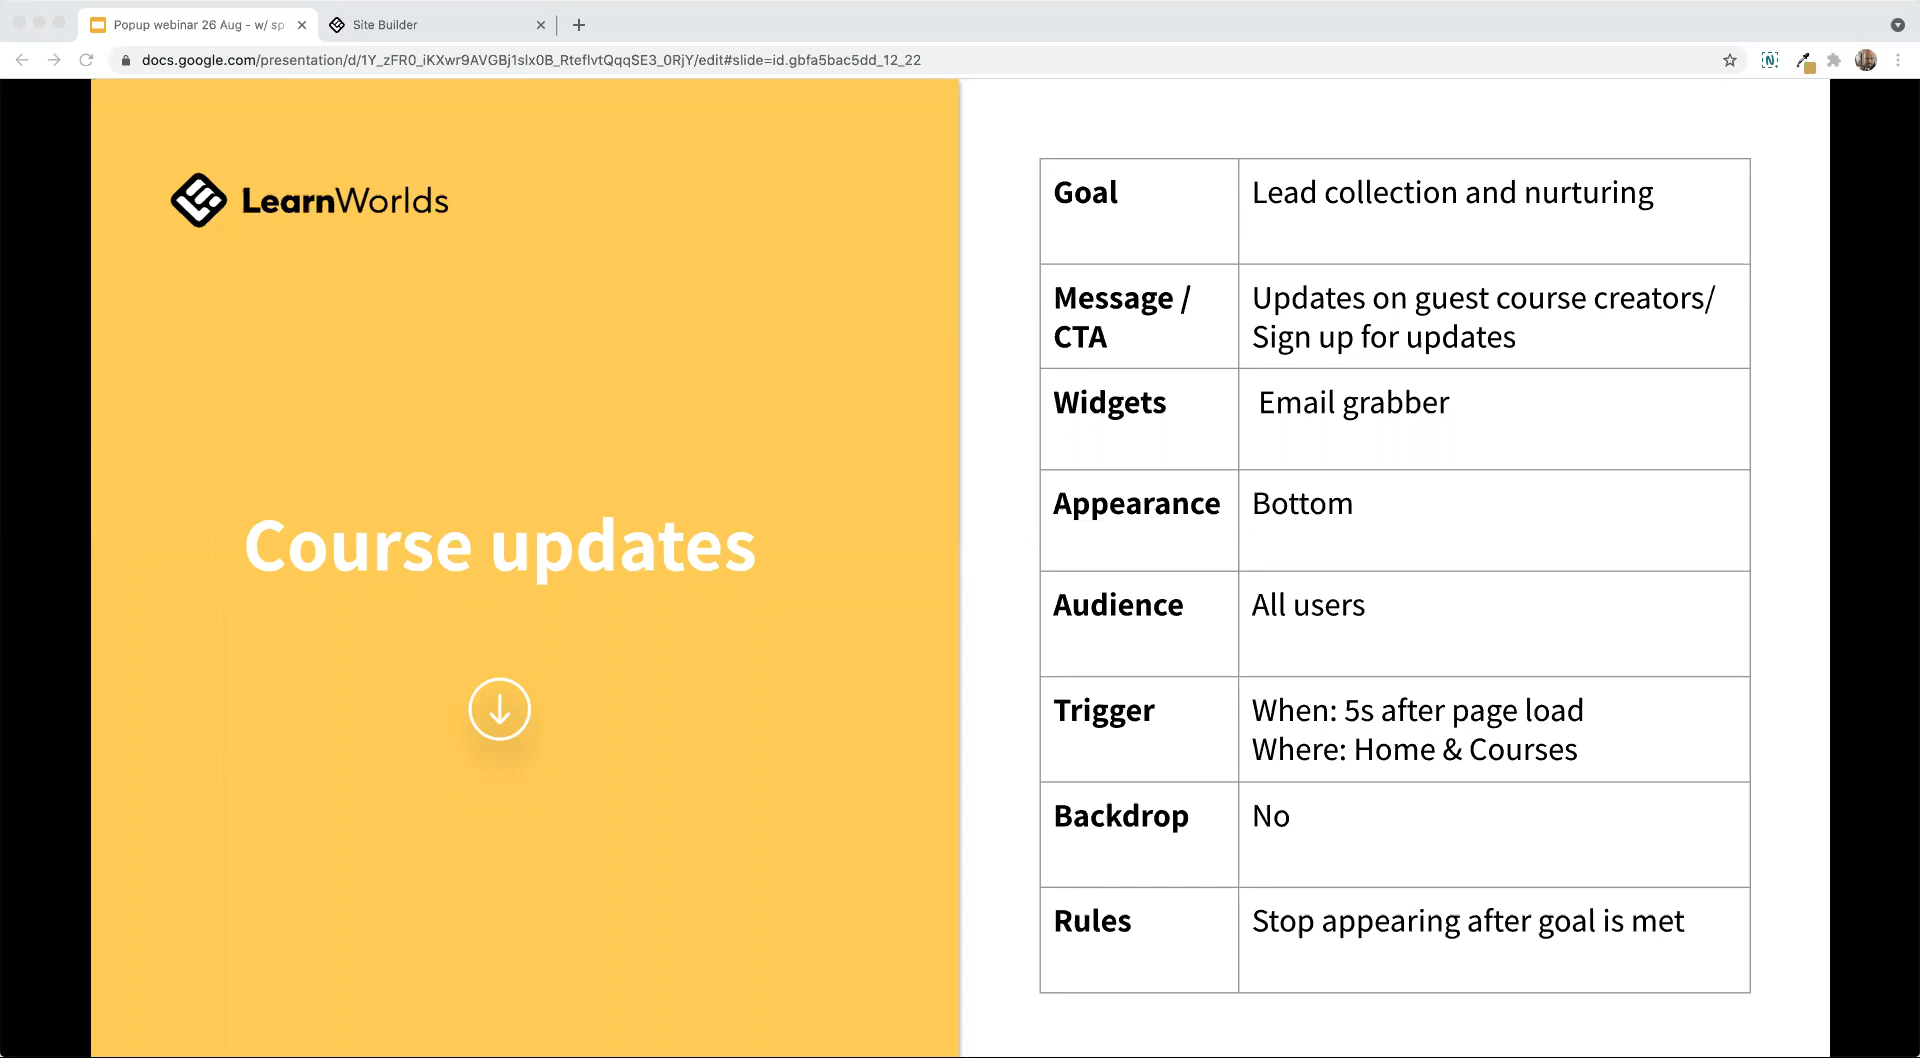 Popup webinar 26 Aug - w/ sp
Site Builder
docs.google.com/presentation/d/1Y_zFR0_iKXwr9AVGBj1slx0B_RteflvtQqqSE3_0RjY/edit#slide=id.gbfa5bac5dd_12_22
LearnWorlds
Course updates
Goal
Lead collection and nurturing
Message /
CTA
Updates on guest course creators/
Sign up for updates
Widgets
Email grabber
Appearance
Bottom
Audience
All users
Trigger
When: 5s after page load
Where: Home & Courses
Backdrop
No
Rules
Stop appearing after goal is met